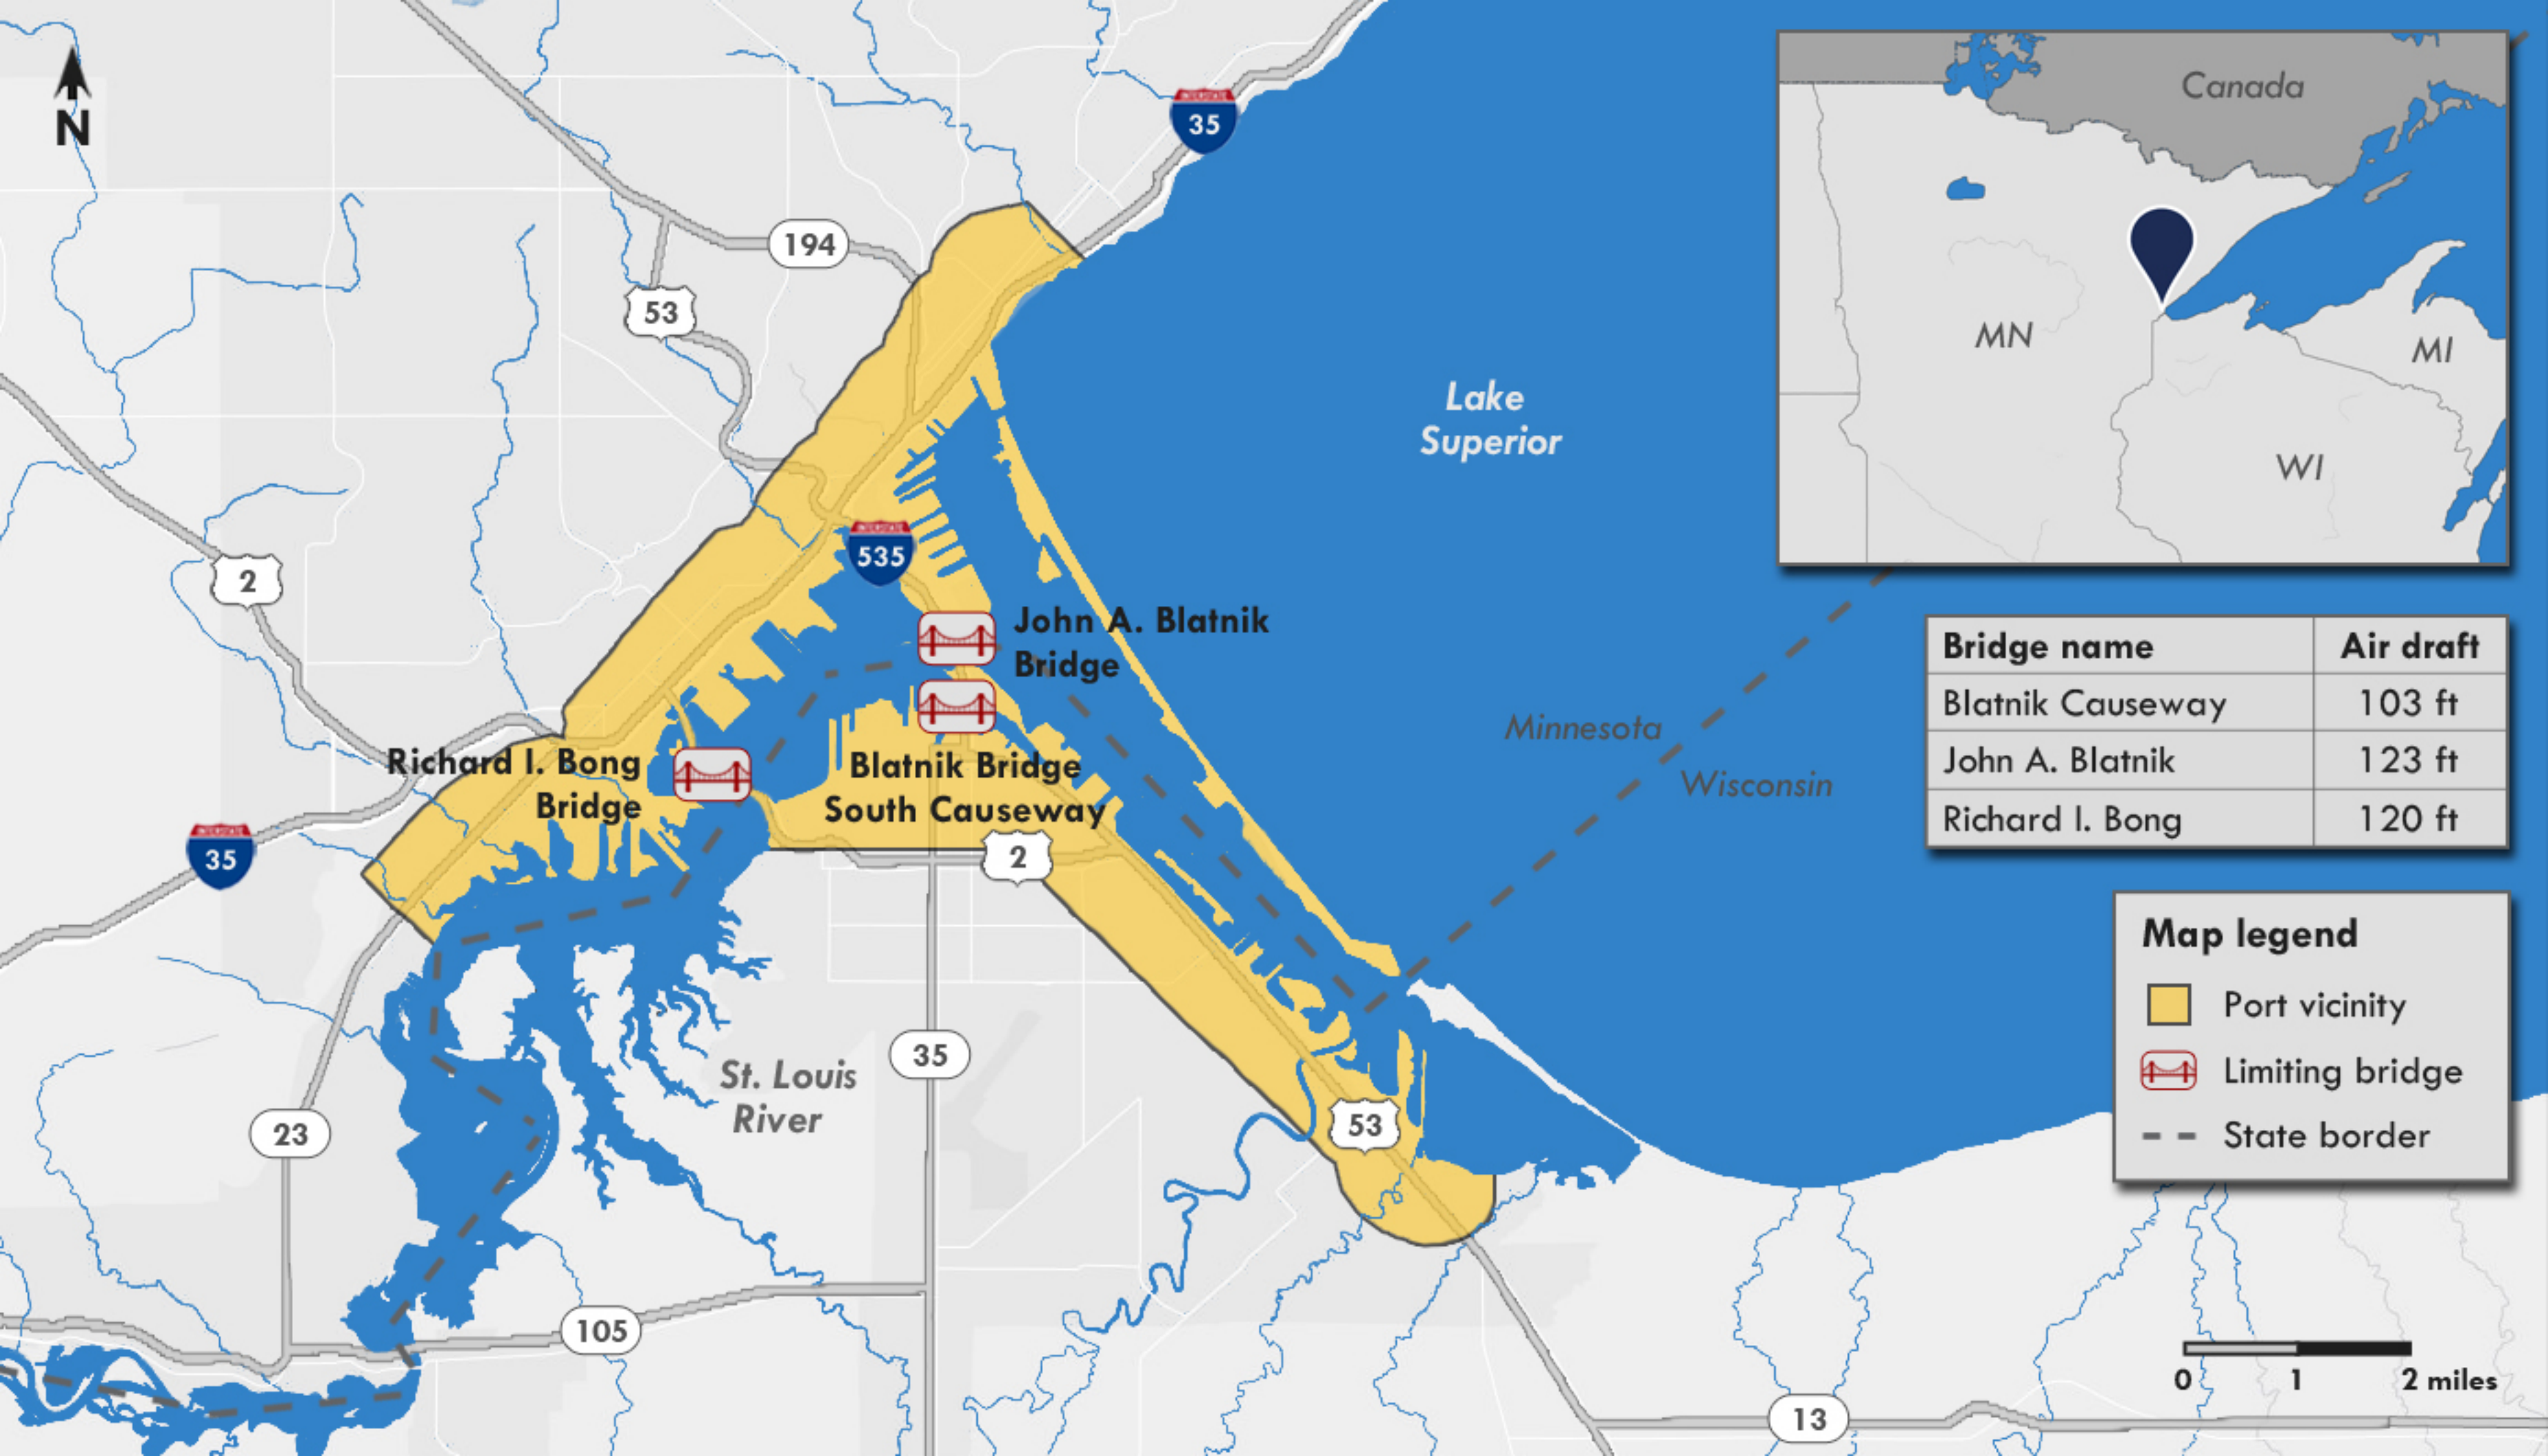 N
35
Canada
194
53
MN
MI
Lake
Superior
WI
535
2
John A. Blatnik
Bridge
Bridge name Air draft
Blatnik Causeway 103 ft
John A. Blatnik 123 ft
Richard I. Bong 120 ft
Minnesota
Wisconsin
Richard I. Bong
Bridge
Blatnik Bridge
South Causeway
35
2
Map legend
Port vicinity
Limiting bridge
State border
St. Louis
River
35
23
53
105
0 1 2 miles
13